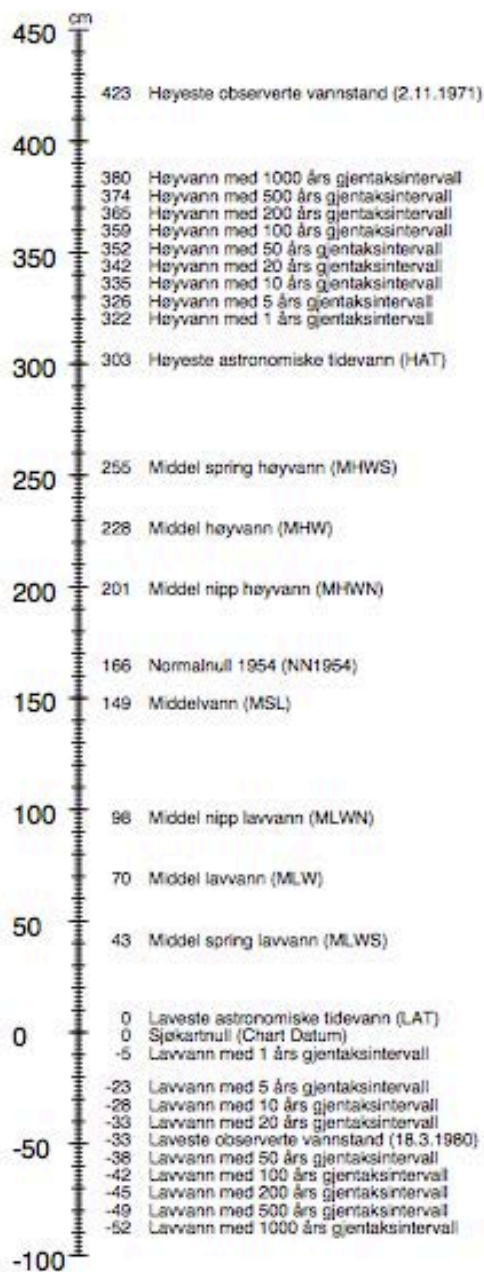 cm
450
423 Høyeste observerte vannstand (2.11.1971)
400
380 Høyvann med 1000 års gjentaksintervall
374 Høyvann med 500 års gjentaksintervall
365 Høyvann med 200 års gjentaksintervall
359 Høyvann med 100 års gjentaksintervall
352 Høyvann med 50 års gjentaksintervall
350
342 Høyvann med 20 års gjentaksintervall
335 Høyvann med 10 års gjentaksintervall
326 Høyvann med 5 års gjentaksintervall
322 Høyvann med 1 års gjentaksintervall
303 Høyeste astronomiske tidevann (HAT)
300
255 Middel spring høyvann (MHWS)
250
228 Middel høyvann (MHW)
201 Middel nipp høyvann (MHWN)
200
166 Normalnull 1954 (NN1954)
149 Middelvann (MSL)
150
98 Middel nipp lavvann (MLWN)
100
70 Middel lavvann (MLW)
50
43 Middel spring lavvann (MLWS)
0 Laveste astronomiske tidevann (LAT)
0 Sjøkartnull (Chart Datum)
0
-5 Lavvann med 1 års gjentaksintervall
-23 Lavvann med 5 års gjentaksintervall
-28 Lavvann med 10 års gjentaksintervall
-33 Lavvann med 20 års gjentaksintervall
-33 Laveste observerte vannstand (18.3.1980)
-50
-38 Lavvann med 50 års gjentaksintervall
-42 Lavvann med 100 års gjentaksintervall
-45 Lavvann med 200 års gjentaksintervall
-49 Lavvann med 500 års gjentaksintervall
-52 Lavvann med 1000 års gjentaksintervall
-100